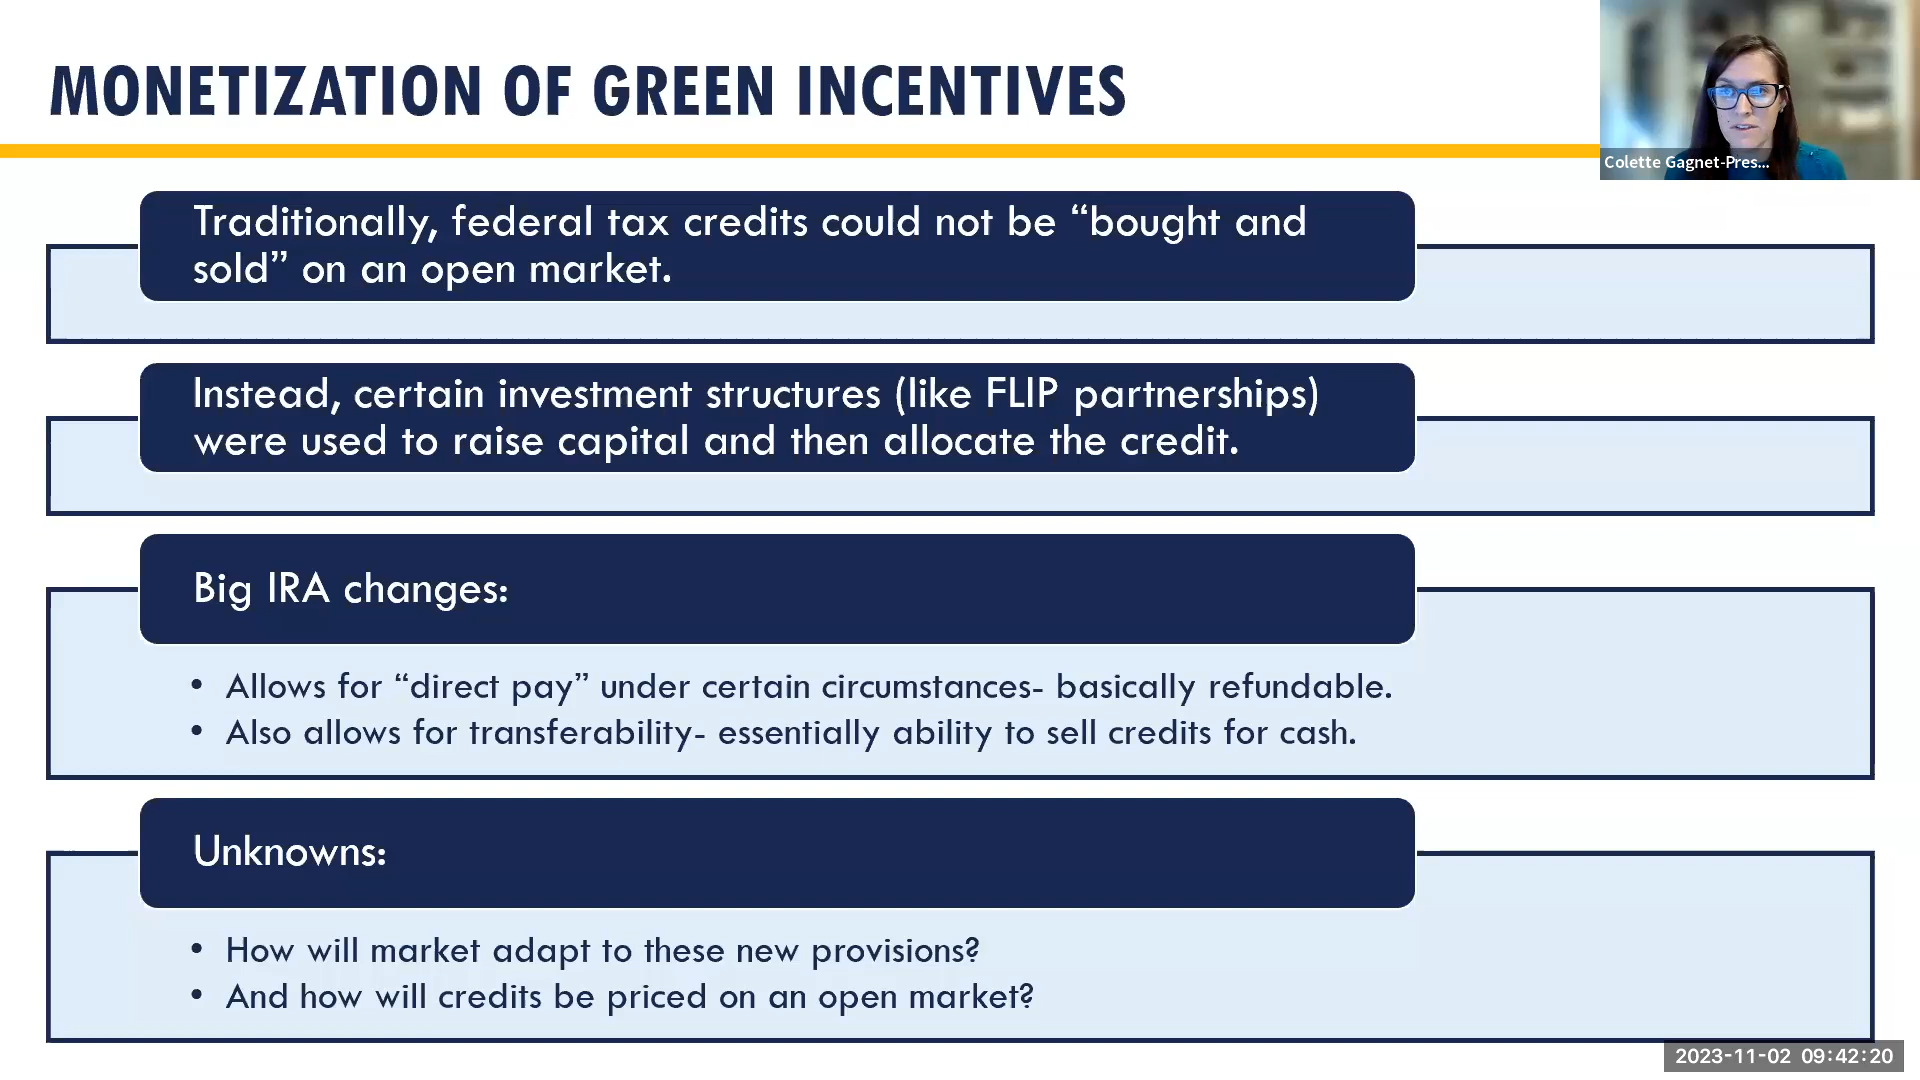 MONETIZATION OF GREEN INCENTIVES
Colette Gagnet-Pres...
Traditionally, federal tax credits could not be “bought and
sold” on an open market.
Instead, certain investment structures (like FLIP partnerships)
were used to raise capital and then allocate the credit.
Big IRA changes:
• Allows for “direct pay” under certain circumstances- basically refundable.
• Also allows for transferability- essentially ability to sell credits for cash.
Unknowns:
• How will market adapt to these new provisions?
• And how will credits be priced on an open market?
2023-11-02 09:42:20